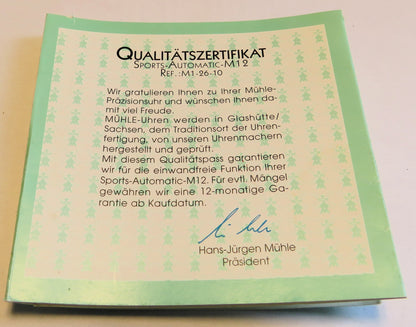 QUALITÄTSZERTIFIKAT
SPORTS-AUTOMATIC-M12
REF.:M1-26-10
Wir gratulieren Ihnen zu Ihrer Mühle-
Präzisionsuhr und wünschen Ihnen da-
mit viel Freude.
MÜHLE-Uhren werden in Glashütte/
Sachsen, dem Traditionsort der Uhren-
fertigung, von unseren Uhrenmachern
hergestellt und geprüft.
Mit diesem Qualitätspass garantieren
wir für die einwandfreie Funktion Ihrer
Sports-Automatic-M12. Für evtl. Mängel
gewähren wir eine 12-monatige Ga-
rantie ab Kaufdatum.
Hans-Jürgen Mühle
Präsident